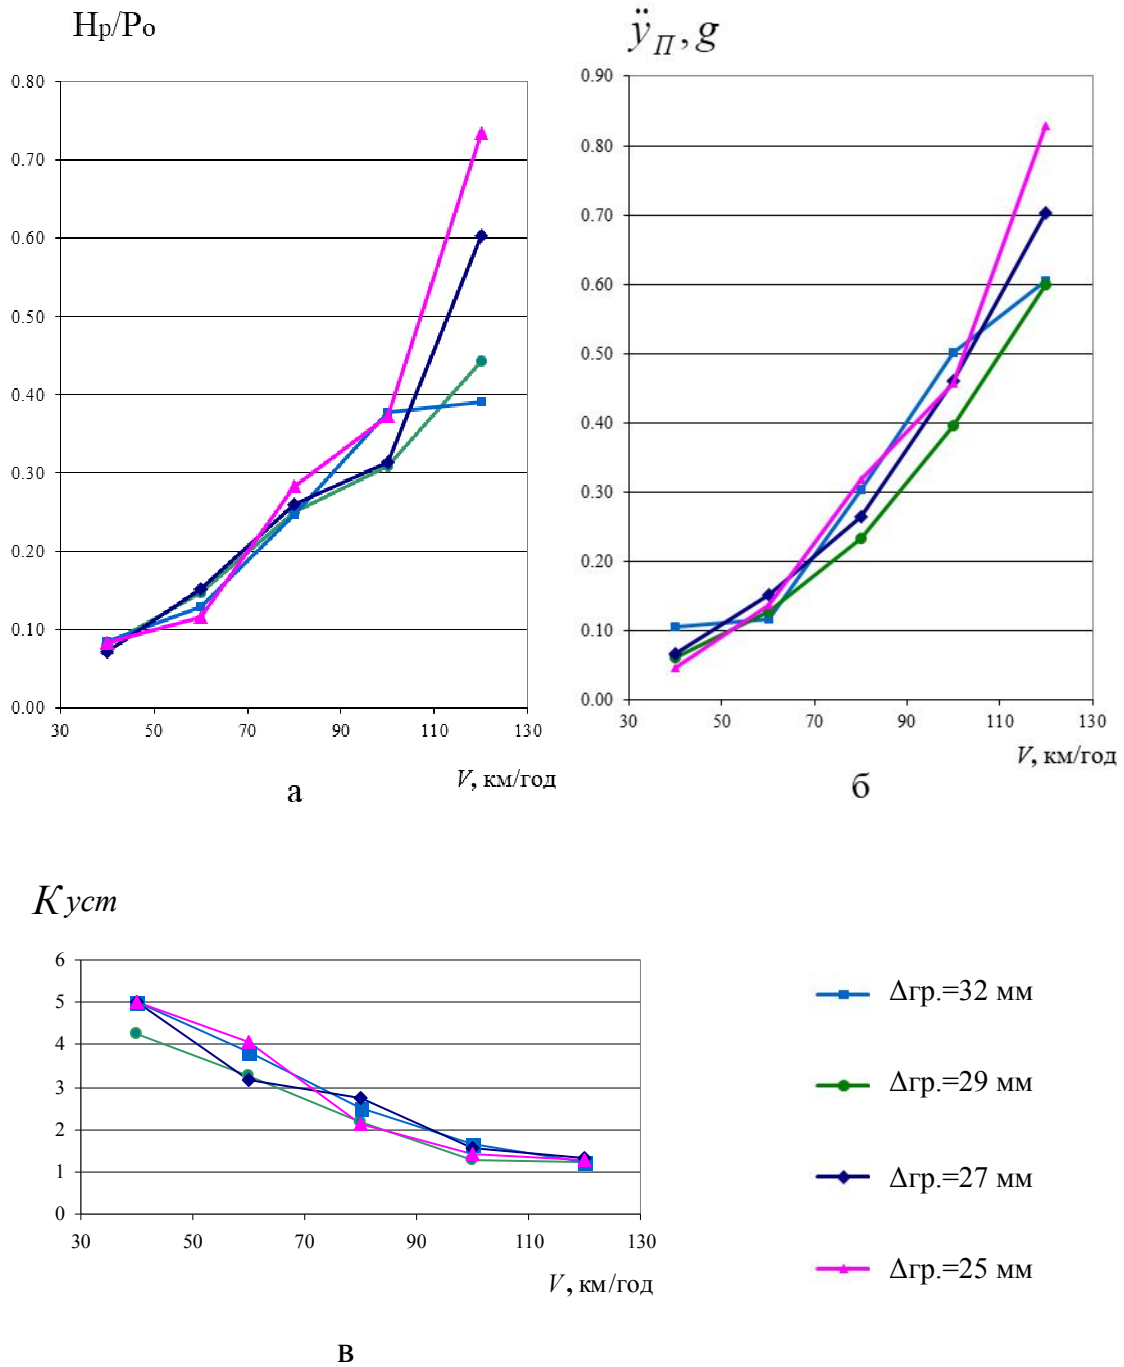 Нр/Ро
0.80
0.70
0.60
0.50
0.40
0.30
0.20
0.10
0.00
30 50 70 90 110 130
V, км/год
а
ÿП, g
0.90
0.80
0.70
0.60
0.50
0.40
0.30
0.20
0.10
0.00
30 50 70 90 110 130
V, км/год
б
К уст
6
5
4
3
2
1
0
30 50 70 90 110 130
V, км/год
в
Δгр.=32 мм
Δгр.=29 мм
Δгр.=27 мм
Δгр.=25 мм